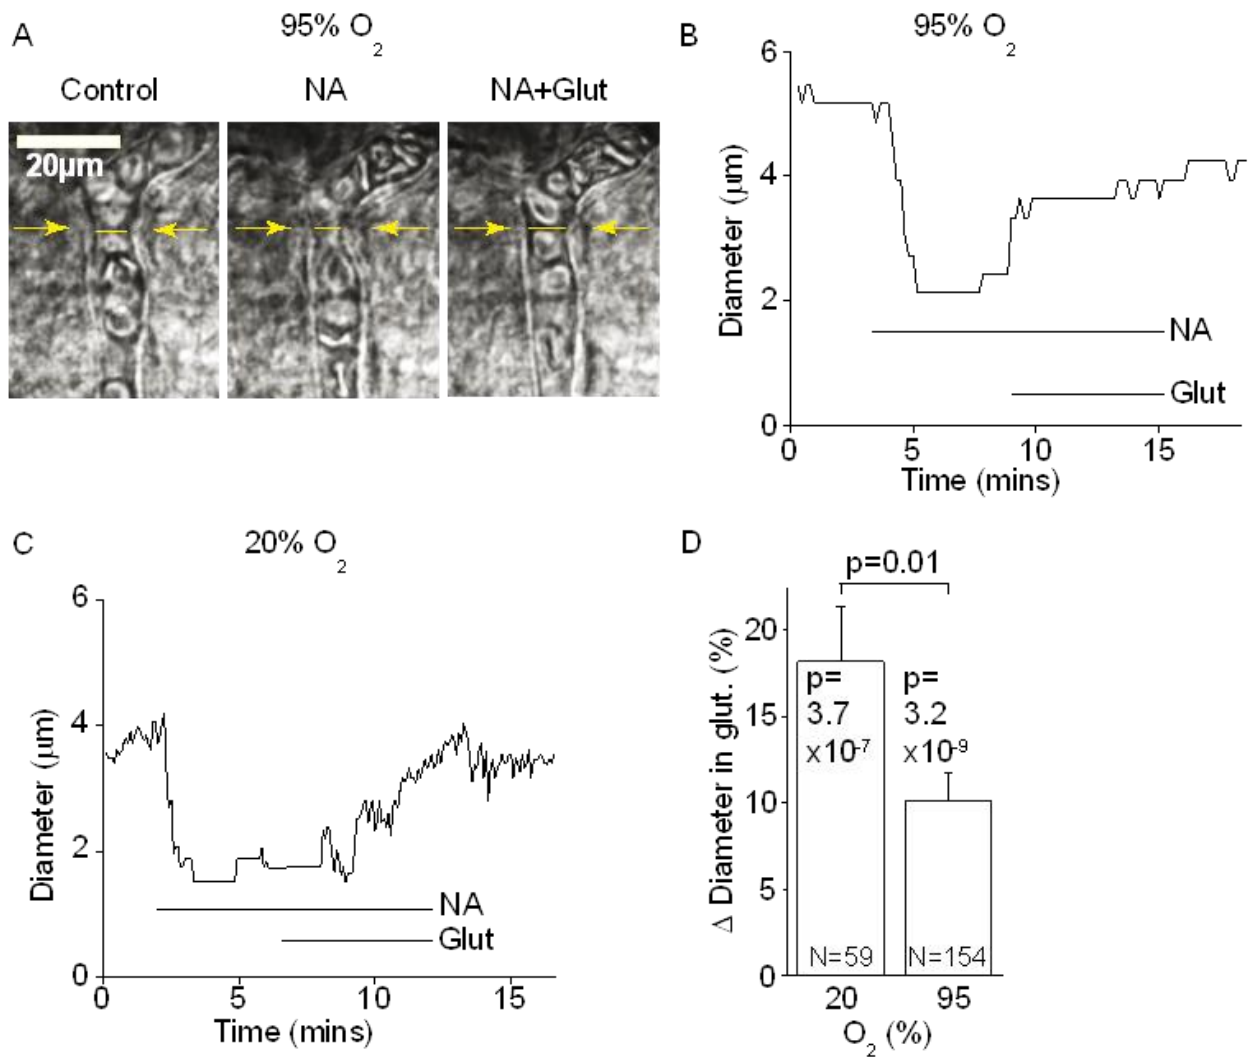 A
95% O2
Control
NA
NA+Glut
20µm
B
95% O2
6
4
2
0
Diameter (µm)
NA
Glut
0
5
10
15
Time (mins)
C
20% O2
6
4
2
0
Diameter (µm)
NA
Glut
0
5
10
15
Time (mins)
D
p=0.01
20
15
10
5
0
Δ Diameter in glut. (%)
p=
3.7
×10-7
p=
3.2
×10-9
N=59
N=154
20
95
O2 (%)